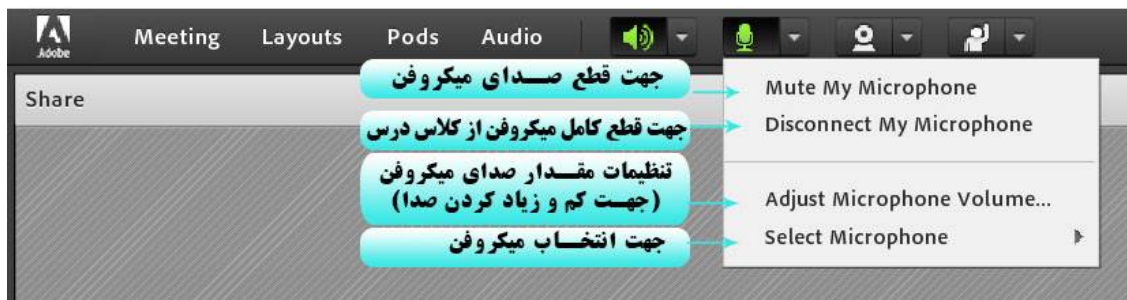 Adobe
Meeting Layouts Pods Audio
Share
جهت قطع صدای میکروفن
Mute My Microphone
جهت قطع کامل میکروفن از کلاس درس
Disconnect My Microphone
تنظیمات مقدار صدای میکروفن
(جهت کم و زیاد کردن صدا)
Adjust Microphone Volume...
جهت انتخاب میکروفن
Select Microphone